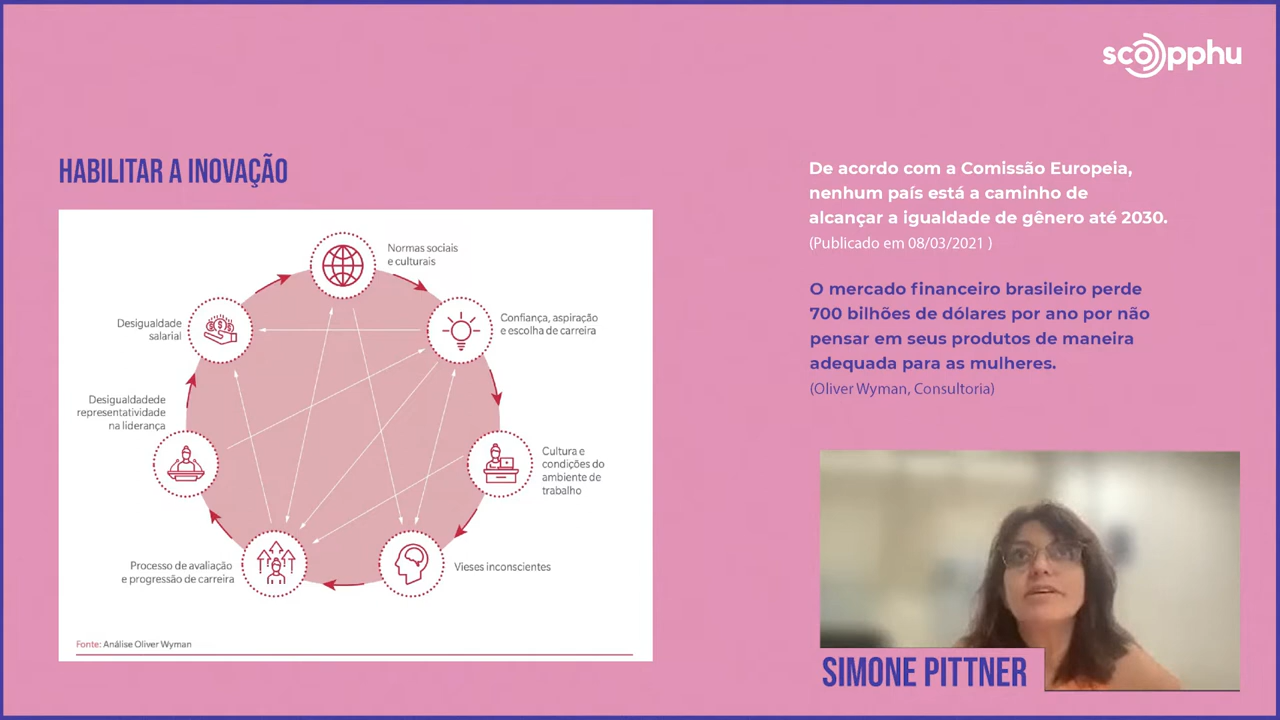 scoopphu
HABILITAR A INOVAÇÃO
Normas sociais
e culturais
Confiança, aspiração
e escolha de carreira
Cultura e
condições do
ambiente de
trabalho
Vieses inconscientes
Processo de avaliação
e progressão de carreira
Desigualdadede
representatividade
na liderança
Desigualdade
salarial
Fonte: Análise Oliver Wyman
De acordo com a Comissão Europeia,
nenhum país está a caminho de
alcançar a igualdade de gênero até 2030.
(Publicado em 08/03/2021 )
O mercado financeiro brasileiro perde
700 bilhões de dólares por ano por não
pensar em seus produtos de maneira
adequada para as mulheres.
(Oliver Wyman, Consultoria)
SIMONE PITTNER